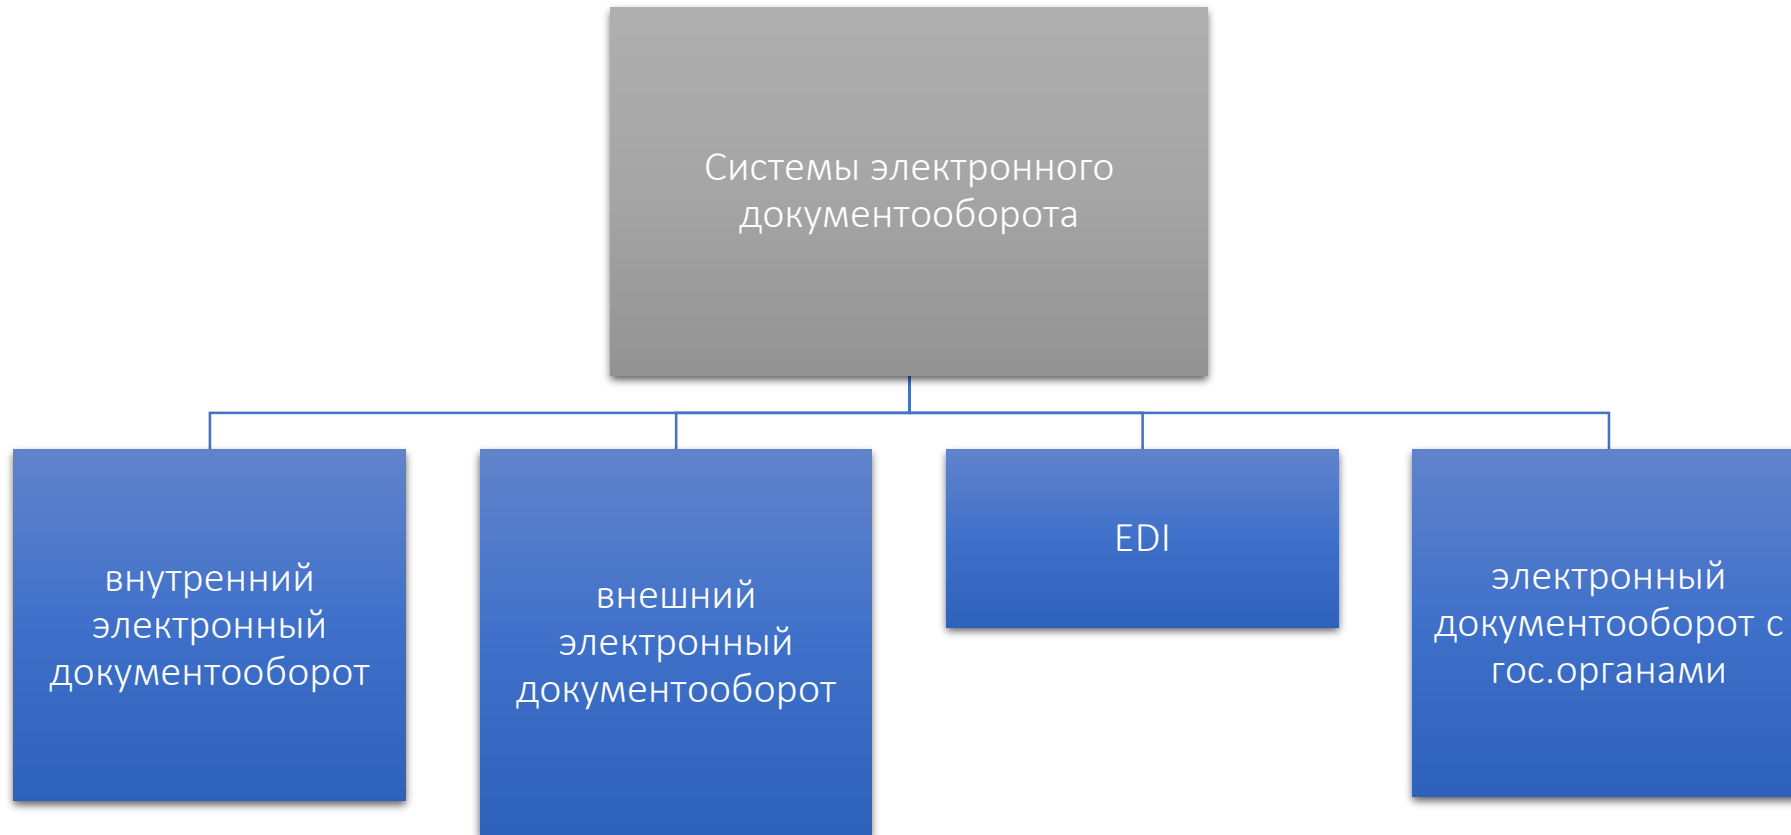 Системы электронного
документооборота
внутренний
электронный
документооборот
внешний
электронный
документооборот
EDI
электронный
документооборот с
гос.органами